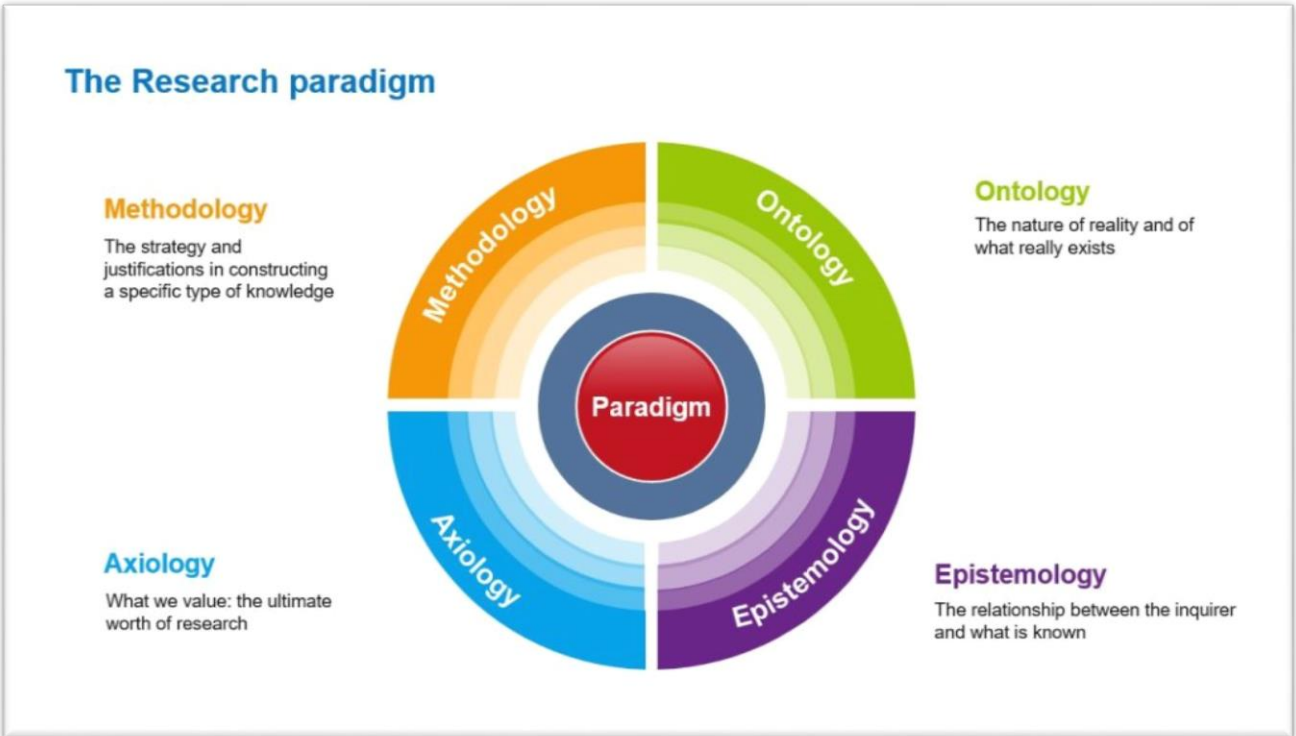 The Research paradigm
Methodology
The strategy and
justifications in constructing
a specific type of knowledge
Ontology
The nature of reality and of
what really exists
Methodology
Ontology
Paradigm
Axiology
Epistemology
Axiology
What we value: the ultimate
worth of research
Epistemology
The relationship between the inquirer
and what is known